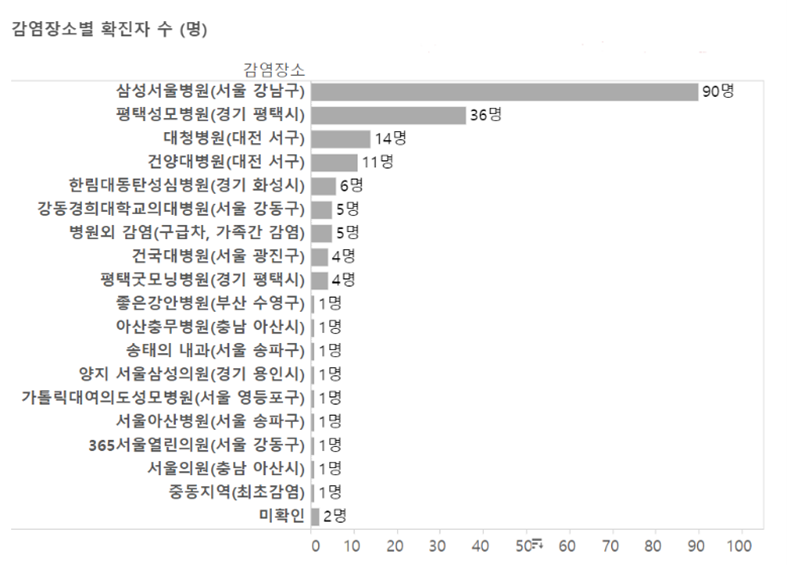 감염장소별 확진자 수 (명)
감염장소
삼성서울병원(서울 강남구) 90명
평택성모병원(경기 평택시) 36명
대청병원(대전 서구) 14명
건양대병원(대전 서구) 11명
한림대동탄성심병원(경기 화성시) 6명
강동경희대학교의대병원(서울 강동구) 5명
병원외 감염(구급차, 가족간 감염) 5명
건국대병원(서울 광진구) 4명
평택굿모닝병원(경기 평택시) 4명
좋은강안병원(부산 수영구) 1명
아산충무병원(충남 아산시) 1명
송태의 내과(서울 송파구) 1명
양지 서울삼성의원(경기 용인시) 1명
가톨릭대여의도성모병원(서울 영등포구) 1명
서울아산병원(서울 송파구) 1명
365서울열린의원(서울 강동구) 1명
서울의원(충남 아산시) 1명
중동지역(최초감염) 1명
미확인 2명
0 10 20 30 40 50 60 70 80 90 100